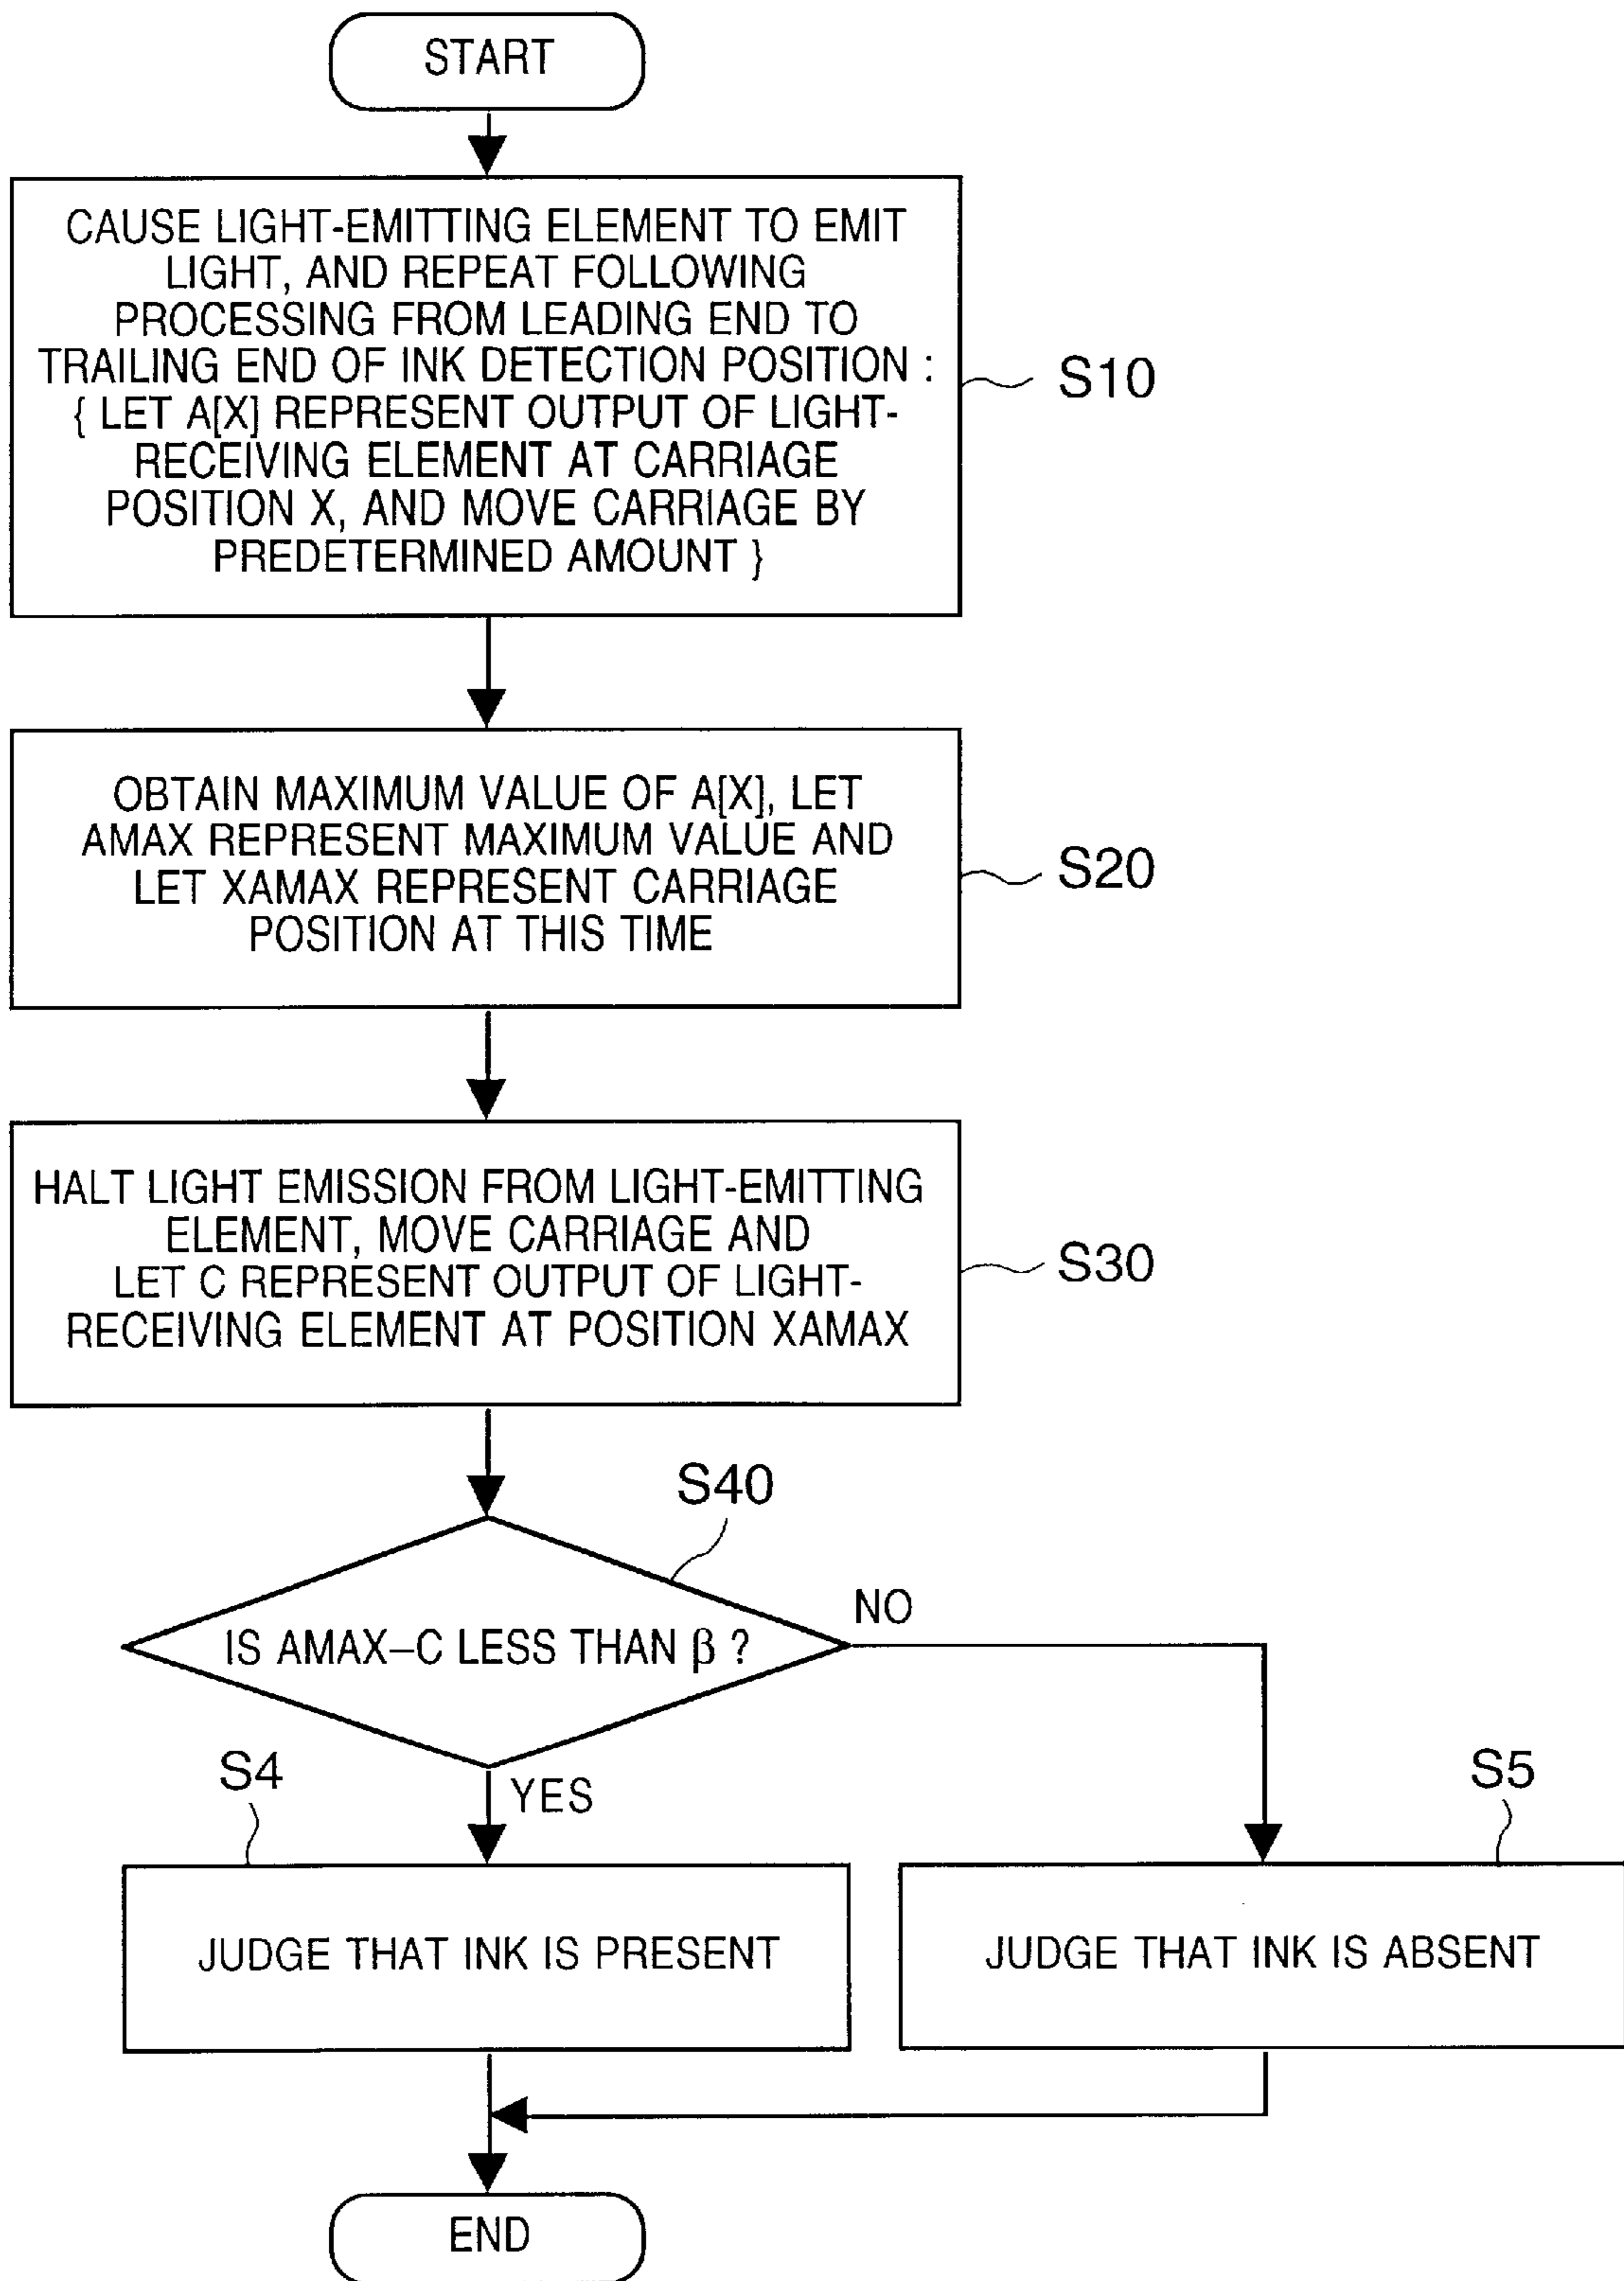 START
CAUSE LIGHT-EMITTING ELEMENT TO EMIT
LIGHT, AND REPEAT FOLLOWING
PROCESSING FROM LEADING END TO
TRAILING END OF INK DETECTION POSITION :
{ LET A[X] REPRESENT OUTPUT OF LIGHT-
RECEIVING ELEMENT AT CARRIAGE
POSITION X, AND MOVE CARRIAGE BY
PREDETERMINED AMOUNT }
S10
OBTAIN MAXIMUM VALUE OF A[X], LET
AMAX REPRESENT MAXIMUM VALUE AND
LET XAMAX REPRESENT CARRIAGE
POSITION AT THIS TIME
S20
HALT LIGHT EMISSION FROM LIGHT-EMITTING
ELEMENT, MOVE CARRIAGE AND
LET C REPRESENT OUTPUT OF LIGHT-
RECEIVING ELEMENT AT POSITION XAMAX
S30
S40
IS AMAX–C LESS THAN β ?
NO
YES
S4
JUDGE THAT INK IS PRESENT
S5
JUDGE THAT INK IS ABSENT
END